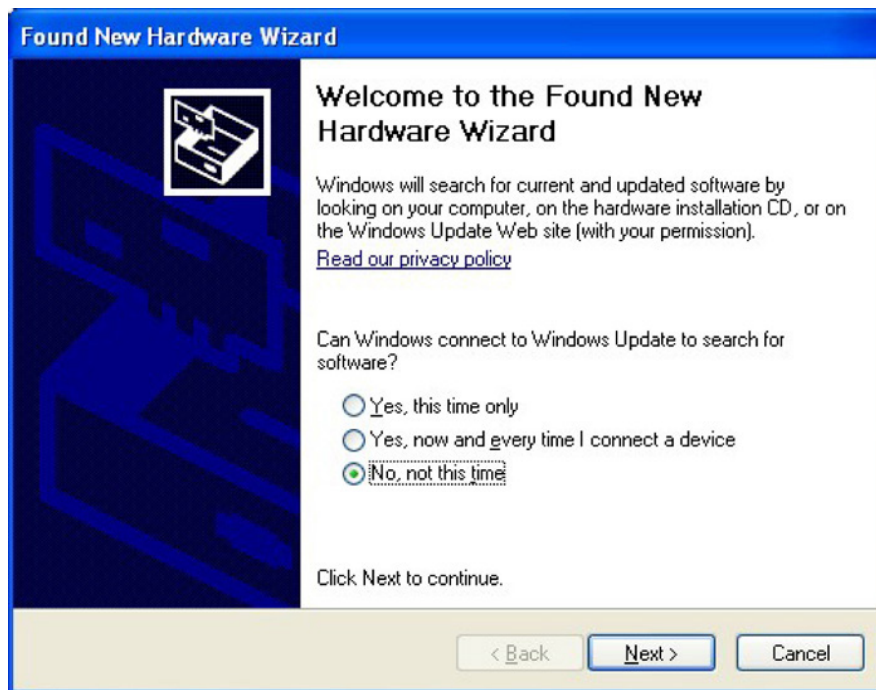 Found New Hardware Wizard
Welcome to the Found New
Hardware Wizard
Windows will search for current and updated software by
looking on your computer, on the hardware installation CD, or on
the Windows Update Web site (with your permission).
Read our privacy policy
Can Windows connect to Windows Update to search for
software?
Yes, this time only
Yes, now and every time I connect a device
No, not this time
Click Next to continue.
< Back
Next >
Cancel